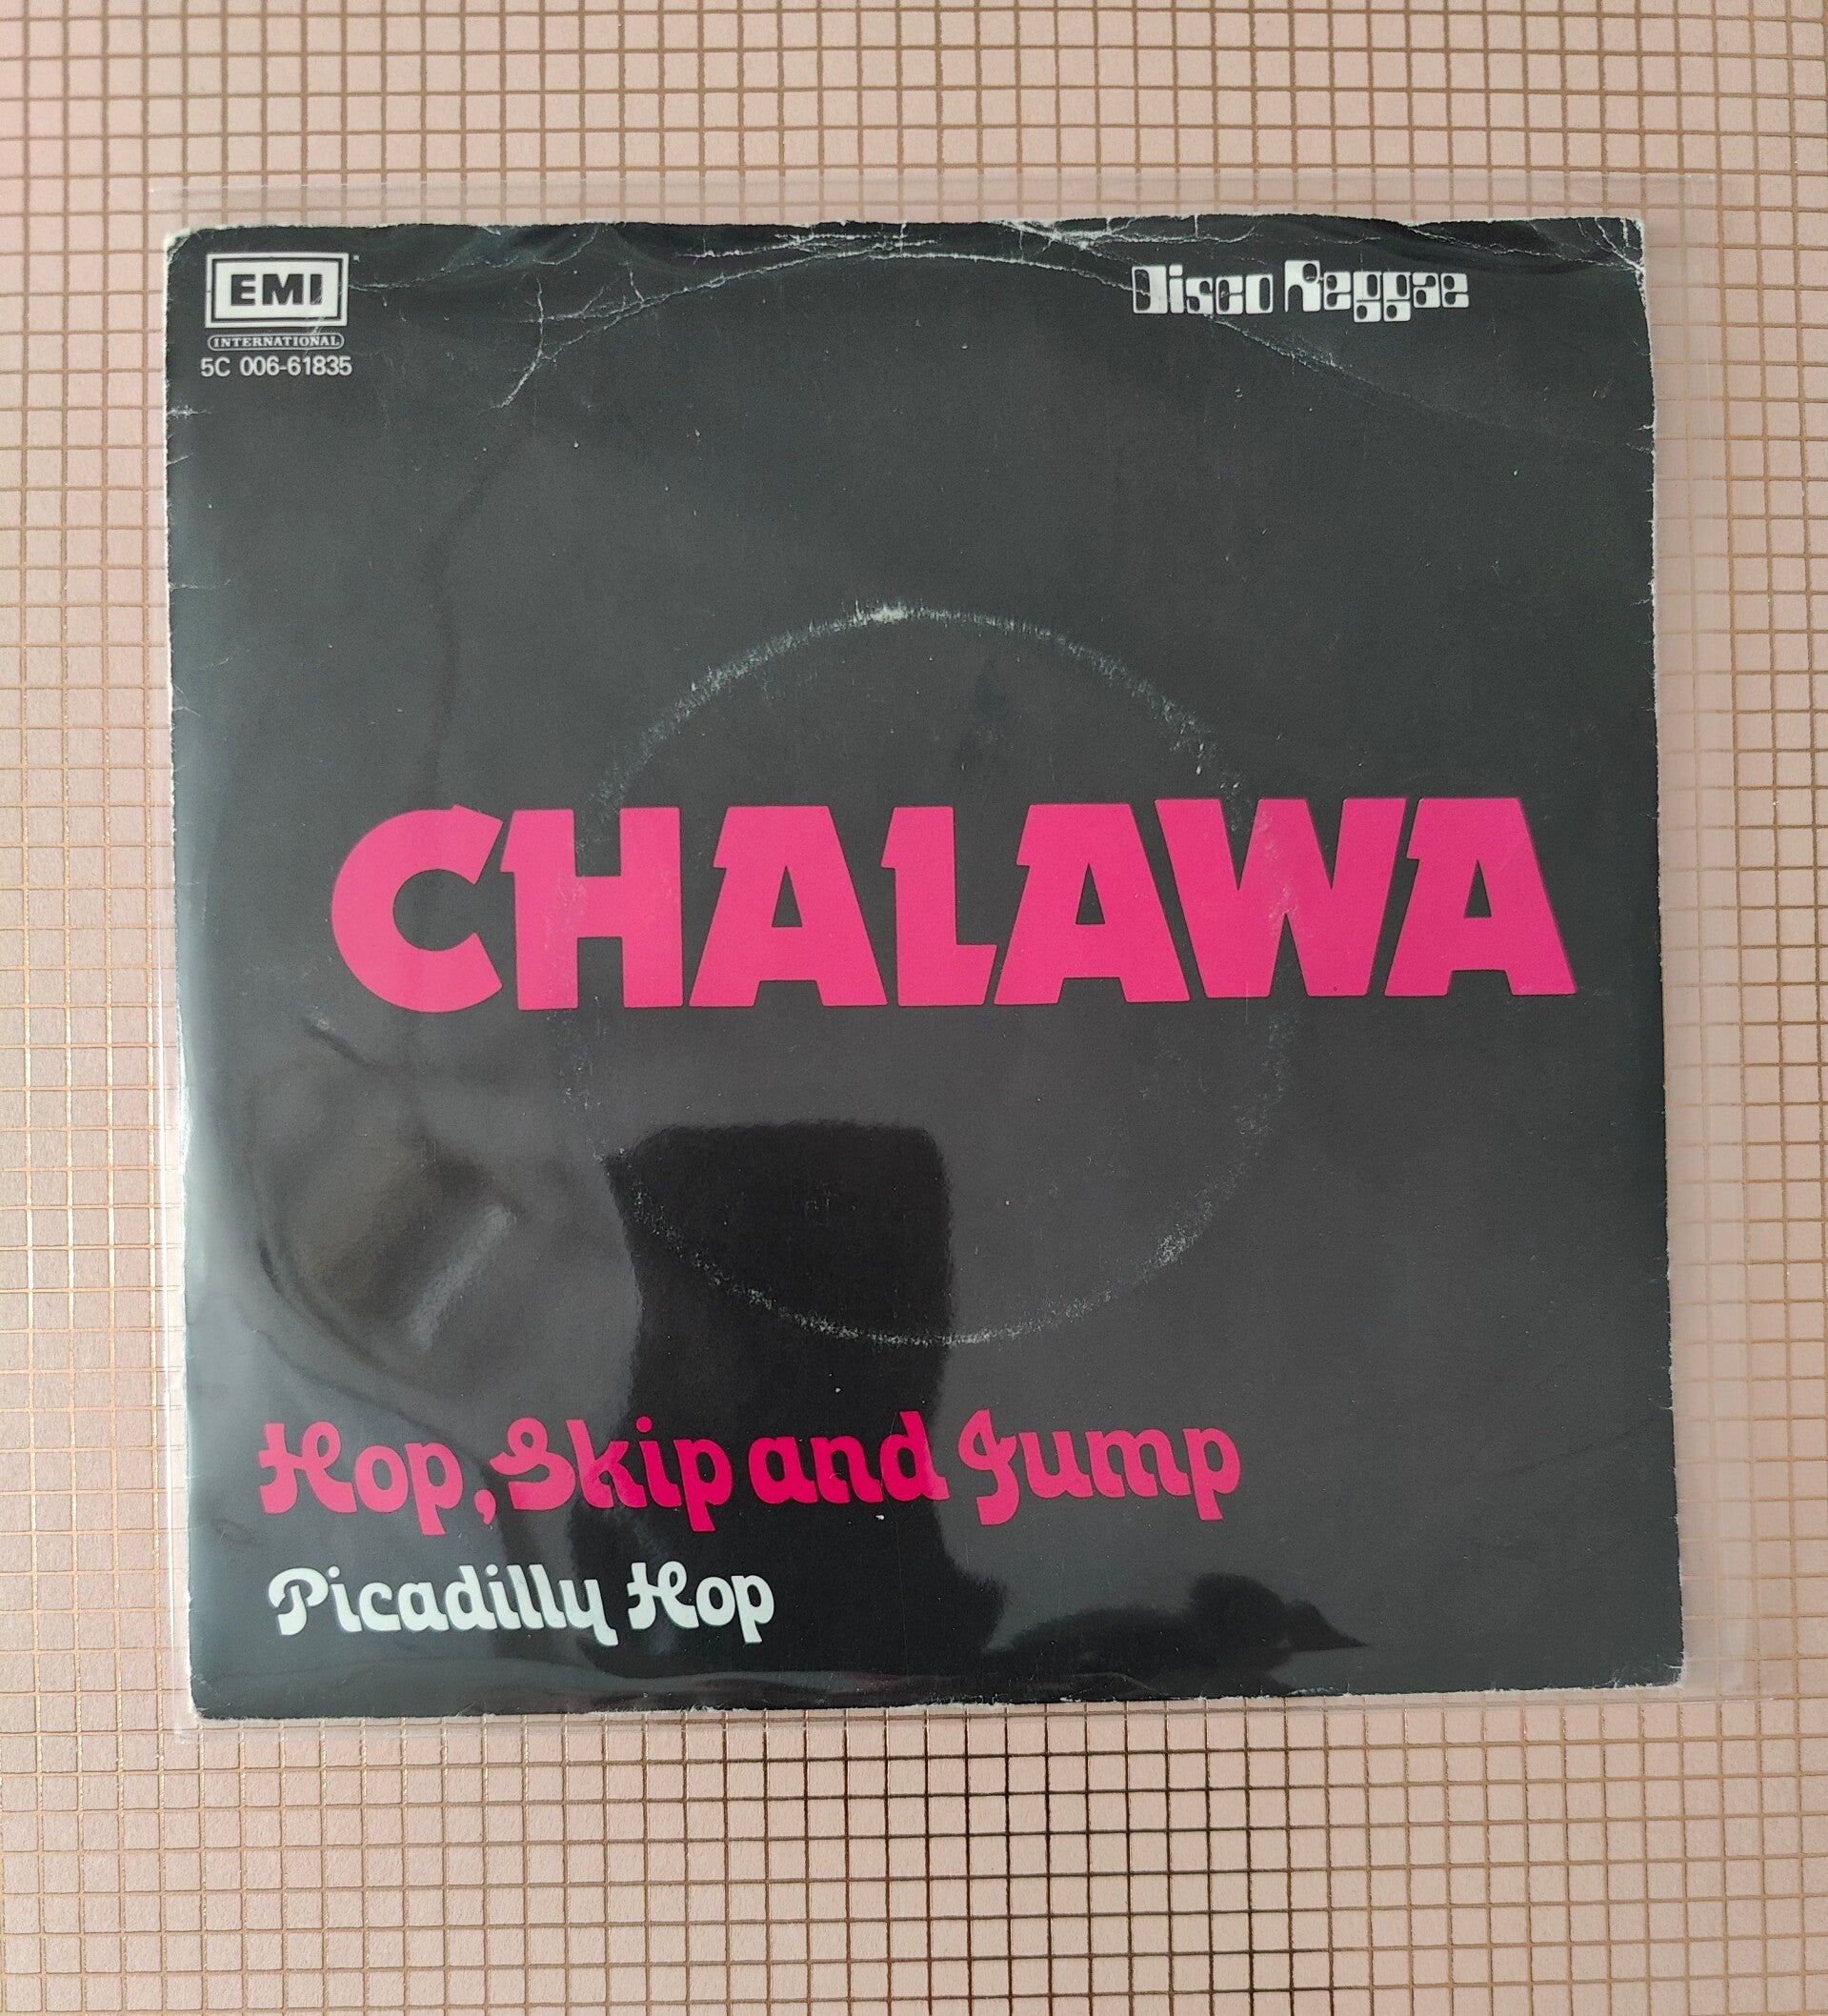 EMI
INTERNATIONAL
5C 006-61835
Disco Reggae
CHALAWA
Hop, Skip and Jump
Picadilly Hop